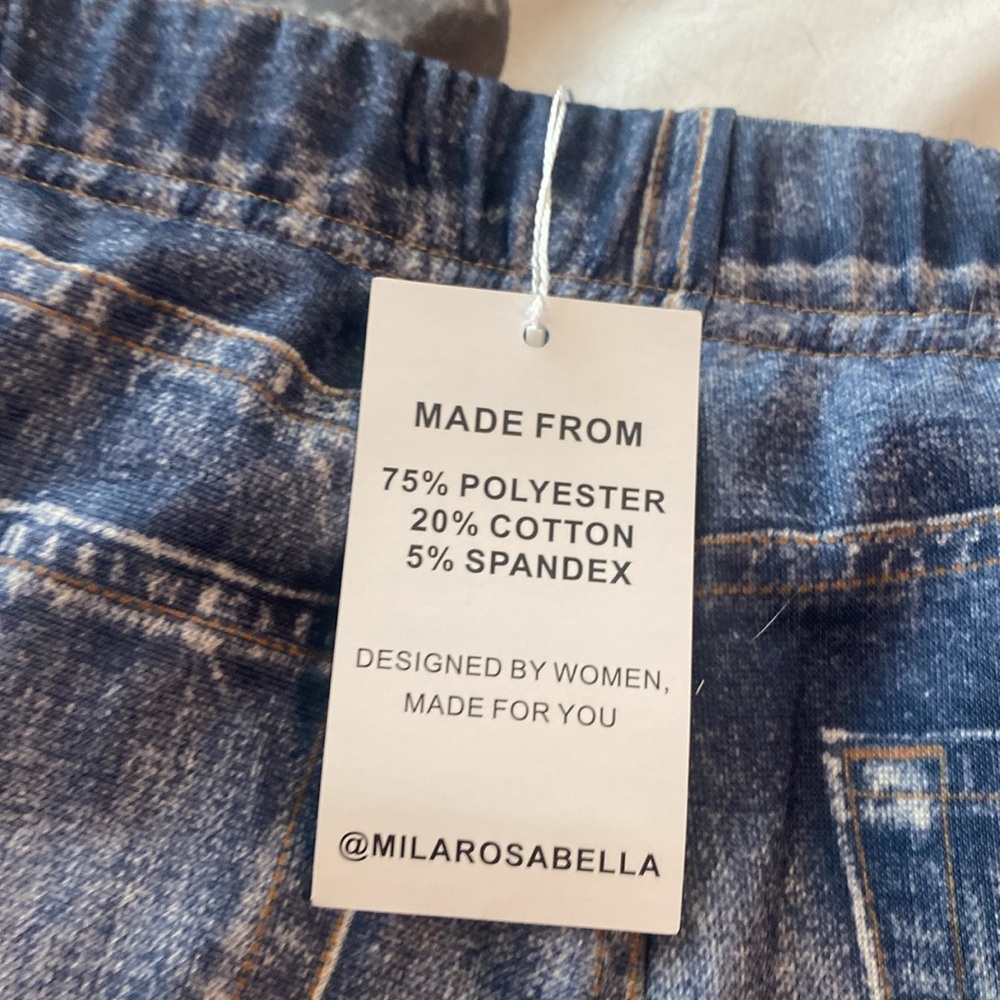 MADE FROM
75% POLYESTER
20% COTTON
5% SPANDEX
DESIGNED BY WOMEN,
MADE FOR YOU
@MILAROSABELLA